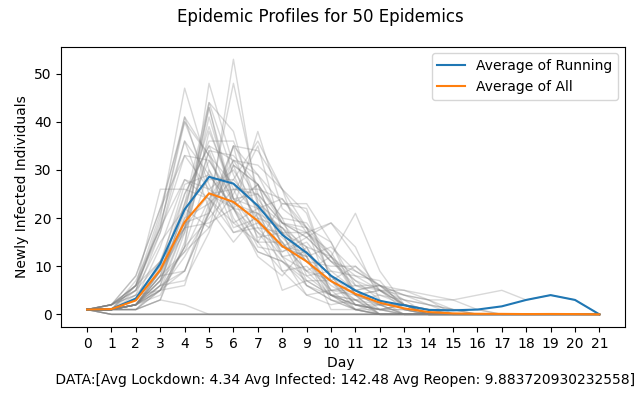 Epidemic Profiles for 50 Epidemics
Average of Running
Average of All
Newly Infected Individuals
50
40
30
20
10
0
0 1 2 3 4 5 6 7 8 9 10 11 12 13 14 15 16 17 18 19 20 21
Day
DATA:[Avg Lockdown: 4.34 Avg Infected: 142.48 Avg Reopen: 9.883720930232558]